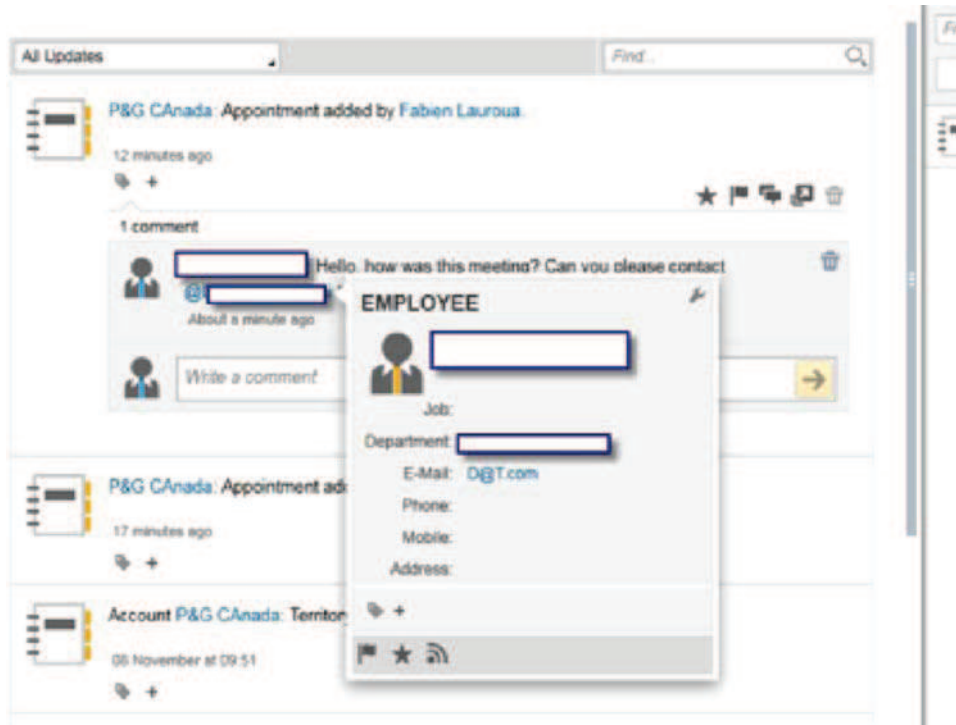 All Updates
Find...
P&G CAnada: Appointment added by Fabien Lauroua.
12 minutes ago
1 comment
Hello, how was this meeting? Can you please contact
@
About a minute ago
Write a comment
EMPLOYEE
Job:
Department:
E-Mail: D@T.com
Phone:
Mobile:
Address:
P&G CAnada: Appointment
17 minutes ago
Account P&G CAnada:
08 November at 09:51